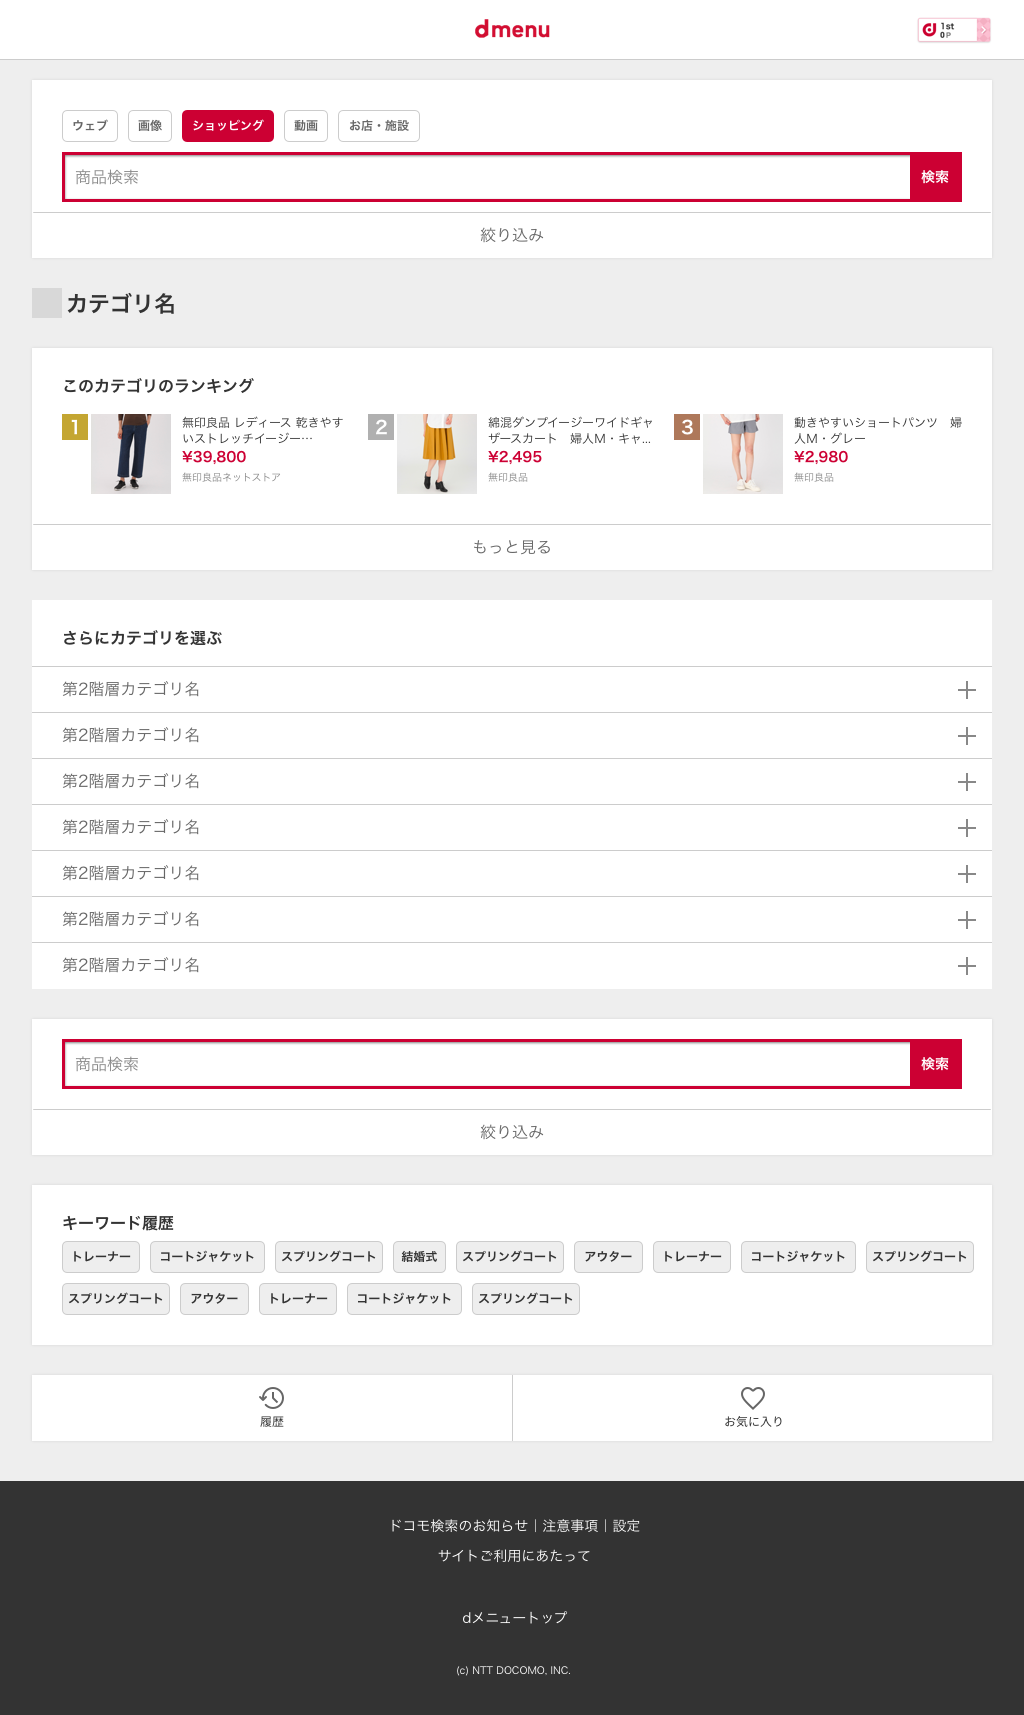 dmenu
1st
0P
ウェブ
画像
ショッピング
動画
お店・施設
商品検索
検索
絞り込み
カテゴリ名
このカテゴリのランキング
1
無印良品 レディース 乾きやす
いストレッチイージー…
¥39,800
無印良品ネットストア
2
綿混ダンプイージーワイドギャ
ザースカート　婦人M・キャ...
¥2,495
無印良品
3
動きやすいショートパンツ　婦
人M・グレー
¥2,980
無印良品
もっと見る
さらにカテゴリを選ぶ
第2階層カテゴリ名
第2階層カテゴリ名
第2階層カテゴリ名
第2階層カテゴリ名
第2階層カテゴリ名
第2階層カテゴリ名
第2階層カテゴリ名
商品検索
検索
絞り込み
キーワード履歴
トレーナー
コートジャケット
スプリングコート
結婚式
スプリングコート
アウター
トレーナー
コートジャケット
スプリングコート
スプリングコート
アウター
トレーナー
コートジャケット
スプリングコート
履歴
お気に入り
ドコモ検索のお知らせ｜注意事項｜設定
サイトご利用にあたって
dメニュートップ
(c) NTT DOCOMO, INC.